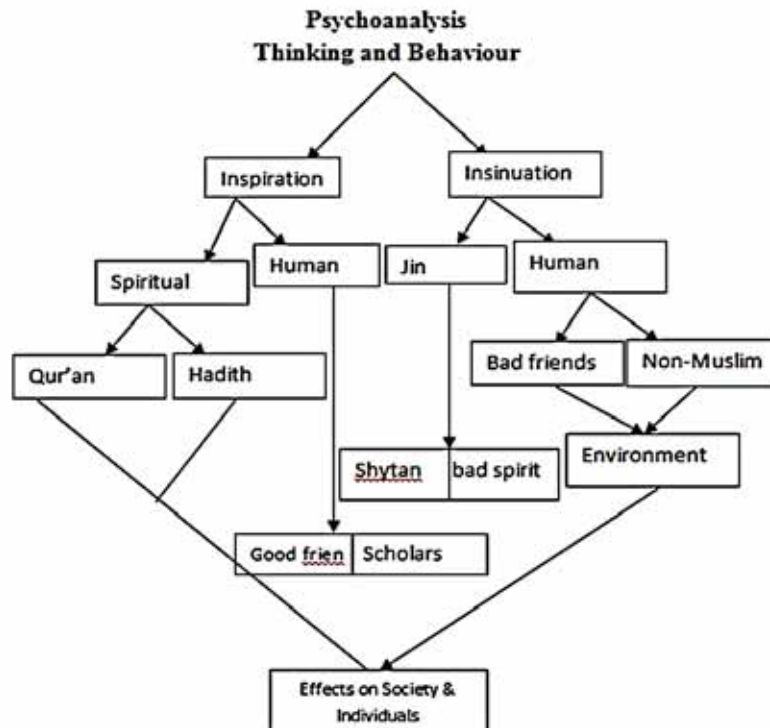 Psychoanalysis
Thinking and Behaviour
Inspiration
Insinuation
Spiritual
Human
Jin
Human
Qur'an
Hadith
Bad friends
Non-Muslim
Shytan
bad spirit
Environment
Good frien
Scholars
Effects on Society &
Individuals